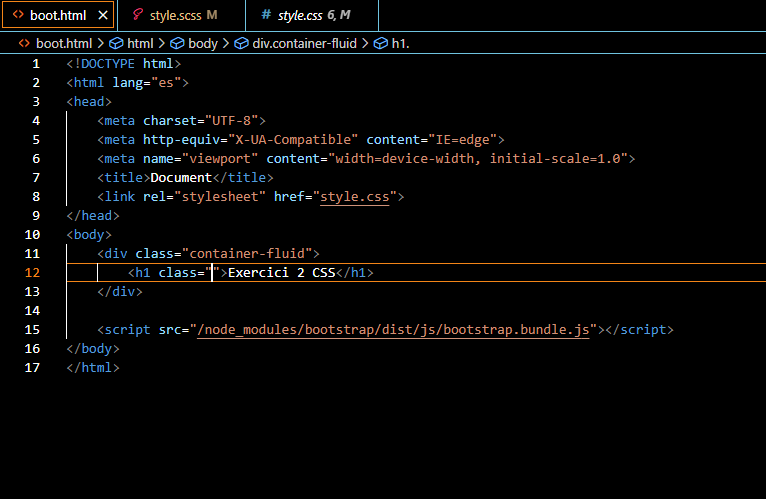 boot.html
style.scss M
# style.css 6, M
boot.html > html > body > div.container-fluid > h1.
1 <!DOCTYPE html>
2 <html lang="es">
3 <head>
4 <meta charset="UTF-8">
5 <meta http-equiv="X-UA-Compatible" content="IE=edge">
6 <meta name="viewport" content="width=device-width, initial-scale=1.0">
7 <title>Document</title>
8 <link rel="stylesheet" href="style.css">
9 </head>
10 <body>
11 <div class="container-fluid">
12 <h1 class="">Exercici 2 CSS</h1>
13 </div>
14
15 <script src="/node_modules/bootstrap/dist/js/bootstrap.bundle.js"></script>
16 </body>
17 </html>